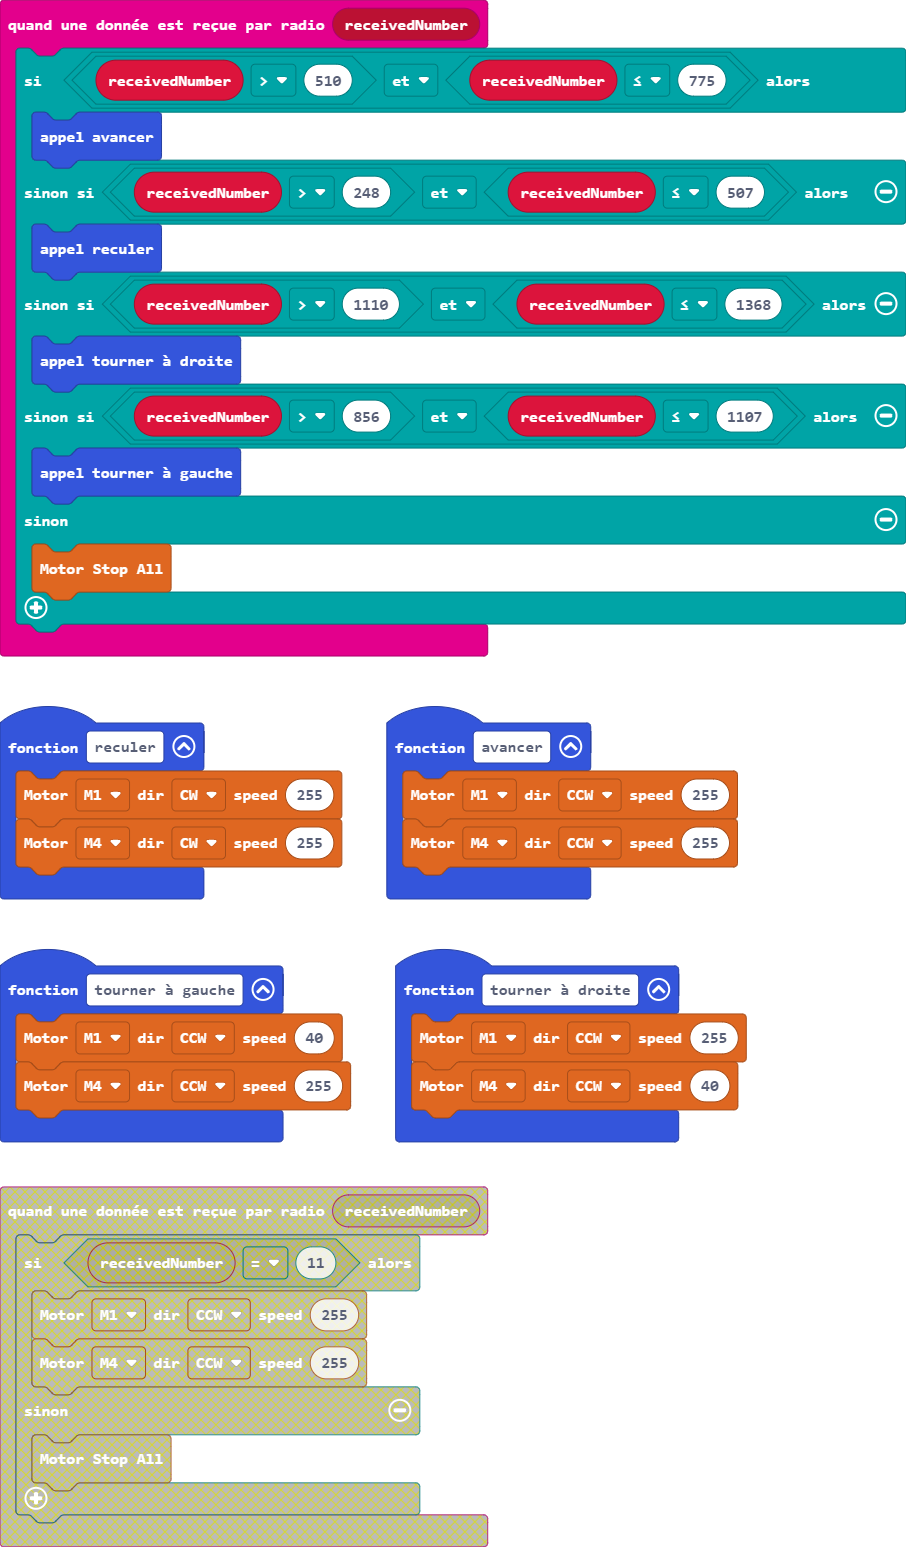 quand une donnée est reçue par radio receivedNumber
si receivedNumber > 510 et receivedNumber ≤ 775 alors
appel avancer
sinon si receivedNumber > 248 et receivedNumber ≤ 507 alors
appel reculer
sinon si receivedNumber > 1110 et receivedNumber ≤ 1368 alors
appel tourner à droite
sinon si receivedNumber > 856 et receivedNumber ≤ 1107 alors
appel tourner à gauche
sinon
Motor Stop All
fonction reculer
Motor M1 dir CW speed 255
Motor M4 dir CW speed 255
fonction avancer
Motor M1 dir CCW speed 255
Motor M4 dir CCW speed 255
fonction tourner à gauche
Motor M1 dir CCW speed 40
Motor M4 dir CCW speed 255
fonction tourner à droite
Motor M1 dir CCW speed 255
Motor M4 dir CCW speed 40
quand une donnée est reçue par radio receivedNumber
si receivedNumber = 11 alors
Motor M1 dir CCW speed 255
Motor M4 dir CCW speed 255
sinon
Motor Stop All